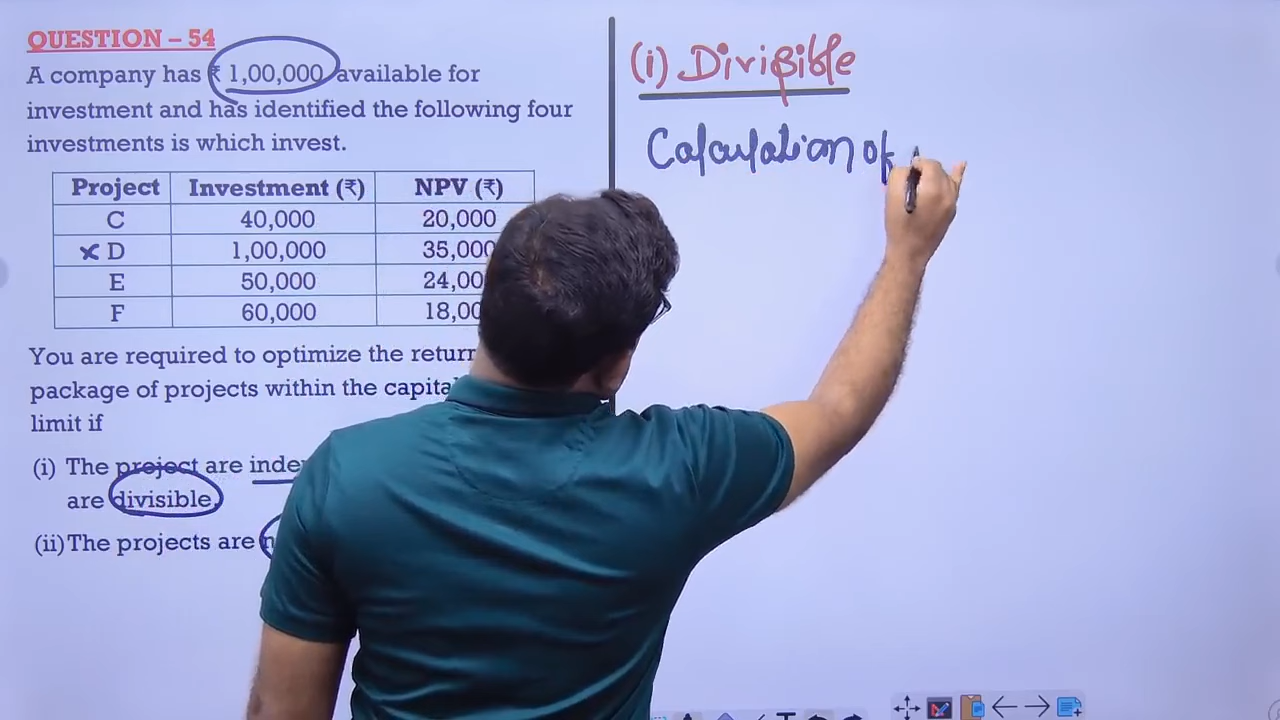 QUESTION – 54
A company has ₹ 1,00,000 available for
investment and has identified the following four
investments is which invest.
Project Investment (₹) NPV (₹)
C 40,000 20,000
× D 1,00,000 35,000
E 50,000
F 60,000
You are required to optimize the
package of projects within the
limit if
(i) The project are
are divisible.
(ii) The projects are
(i) Divisible
Calculation of